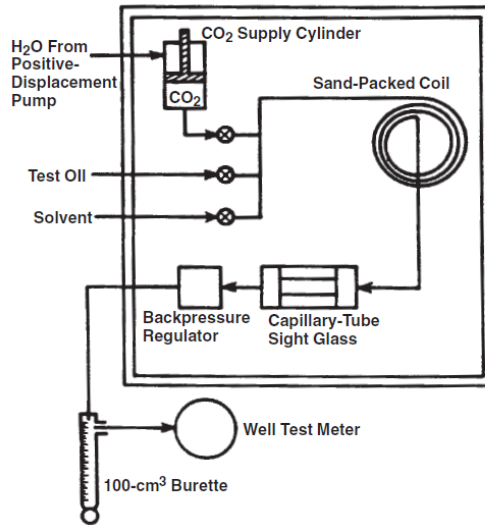 CO2 Supply Cylinder
H2O From
Positive-
Displacement
Pump
CO2
Sand-Packed Coil
Test Oil
Solvent
Backpressure
Regulator
Capillary-Tube
Sight Glass
Well Test Meter
100-cm³ Burette